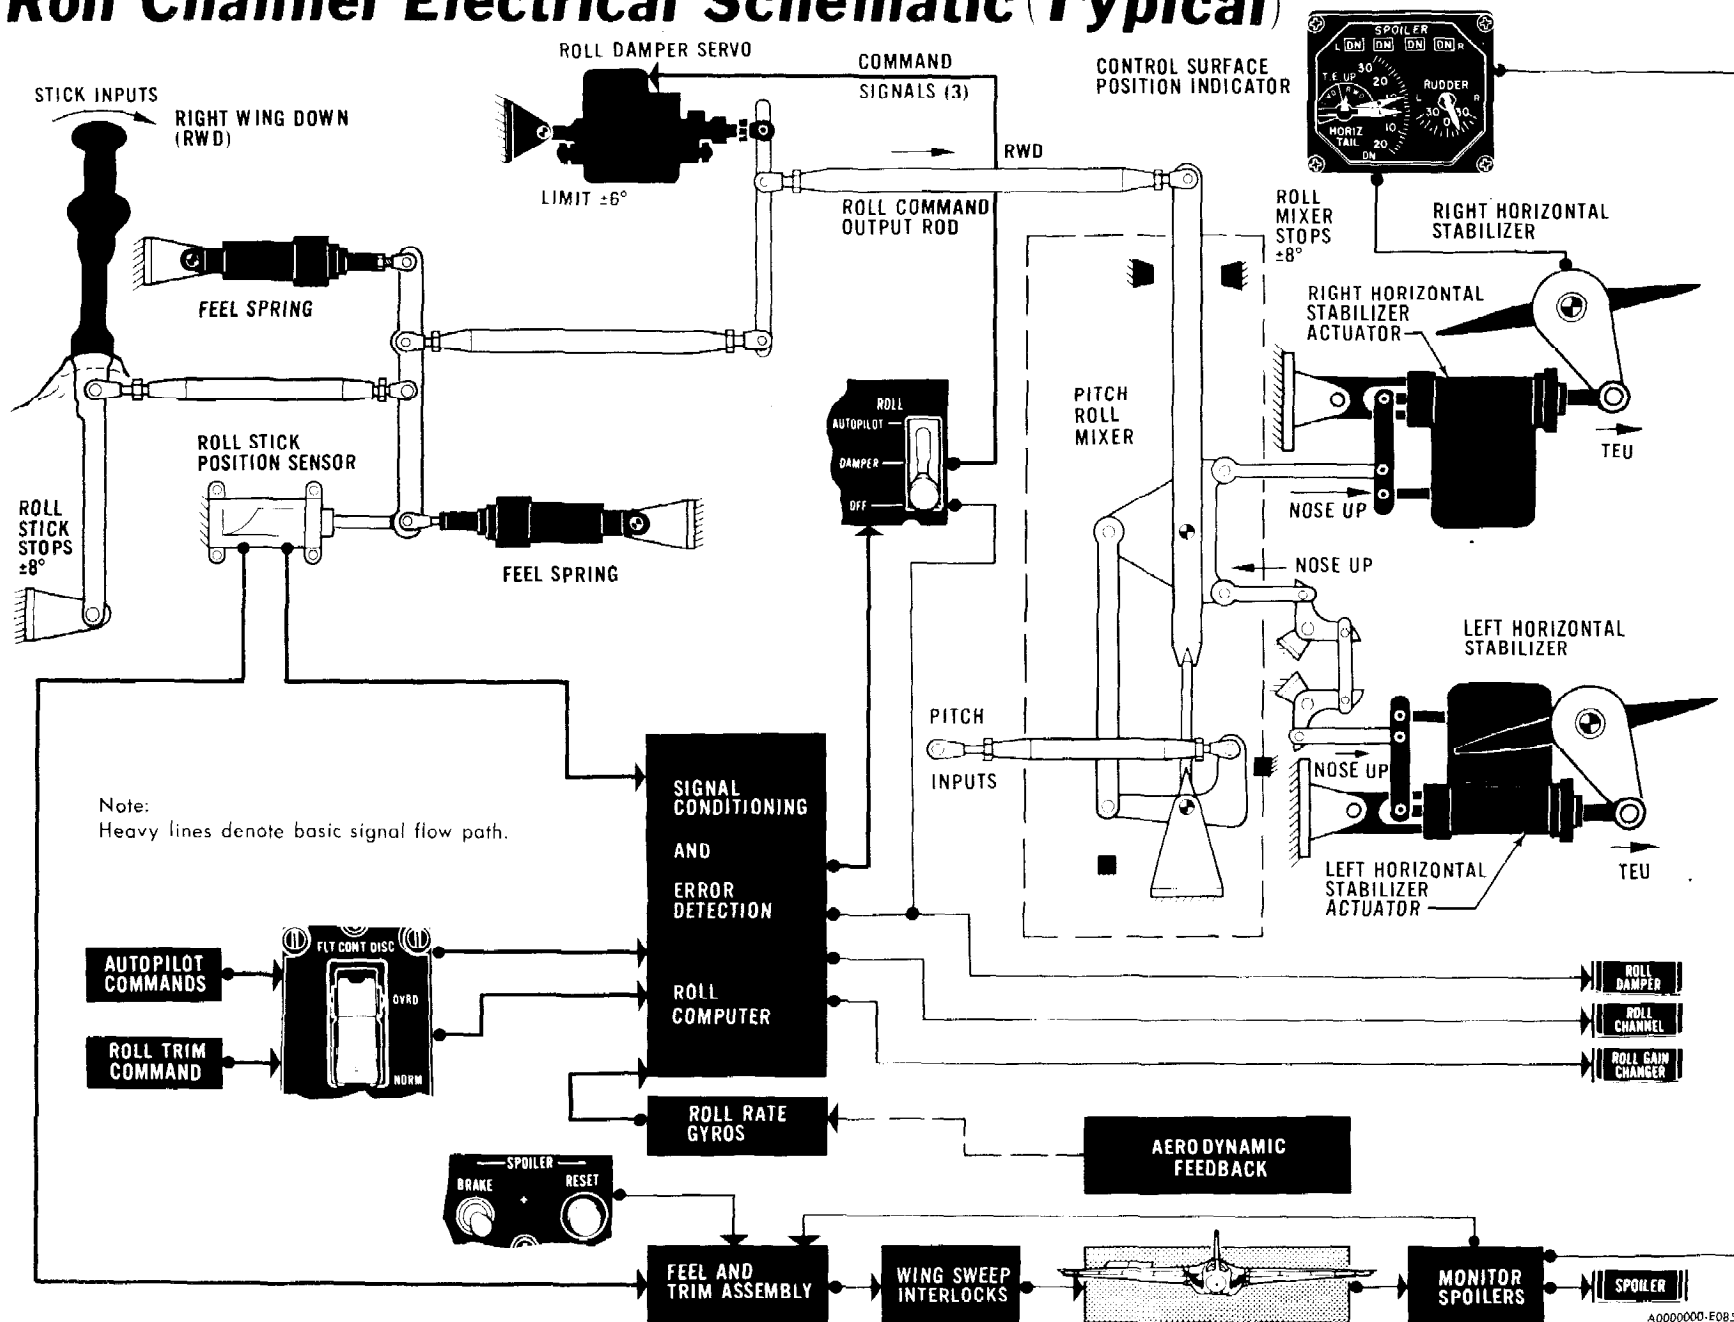 Roll Channel Electrical Schematic (Typical)
ROLL DAMPER SERVO
COMMAND
SIGNALS (3)
CONTROL SURFACE
POSITION INDICATOR
SPOILER
L DN DN DN DN R
T.E. UP
30
20
10
10
20
DN
HORIZ
TAIL
RUDDER
L R
30 0 30
STICK INPUTS
RIGHT WING DOWN
(RWD)
LIMIT ±6°
RWD
ROLL COMMAND
OUTPUT ROD
ROLL
MIXER
STOPS
±8°
RIGHT HORIZONTAL
STABILIZER
FEEL SPRING
RIGHT HORIZONTAL
STABILIZER
ACTUATOR
TEU
NOSE UP
PITCH
ROLL
MIXER
ROLL
AUTOPILOT
DAMPER
OFF
ROLL STICK
POSITION SENSOR
ROLL
STICK
STOPS
±8°
FEEL SPRING
NOSE UP
LEFT HORIZONTAL
STABILIZER
PITCH
INPUTS
NOSE UP
TEU
LEFT HORIZONTAL
STABILIZER
ACTUATOR
Note:
Heavy lines denote basic signal flow path.
SIGNAL
CONDITIONING
AND
ERROR
DETECTION
ROLL
COMPUTER
AUTOPILOT
COMMANDS
FLT CONT DISC
OVRD
NORM
ROLL TRIM
COMMAND
ROLL
DAMPER
ROLL
CHANNEL
ROLL GAIN
CHANGER
ROLL RATE
GYROS
AERODYNAMIC
FEEDBACK
SPOILER
BRAKE
RESET
FEEL AND
TRIM ASSEMBLY
WING SWEEP
INTERLOCKS
MONITOR
SPOILERS
SPOILER